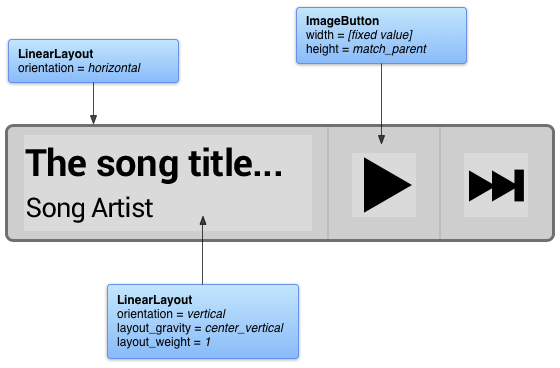 ImageButton
width = [fixed value]
height = match_parent
LinearLayout
orientation = horizontal
The song title...
Song Artist
LinearLayout
orientation = vertical
layout_gravity = center_vertical
layout_weight = 1